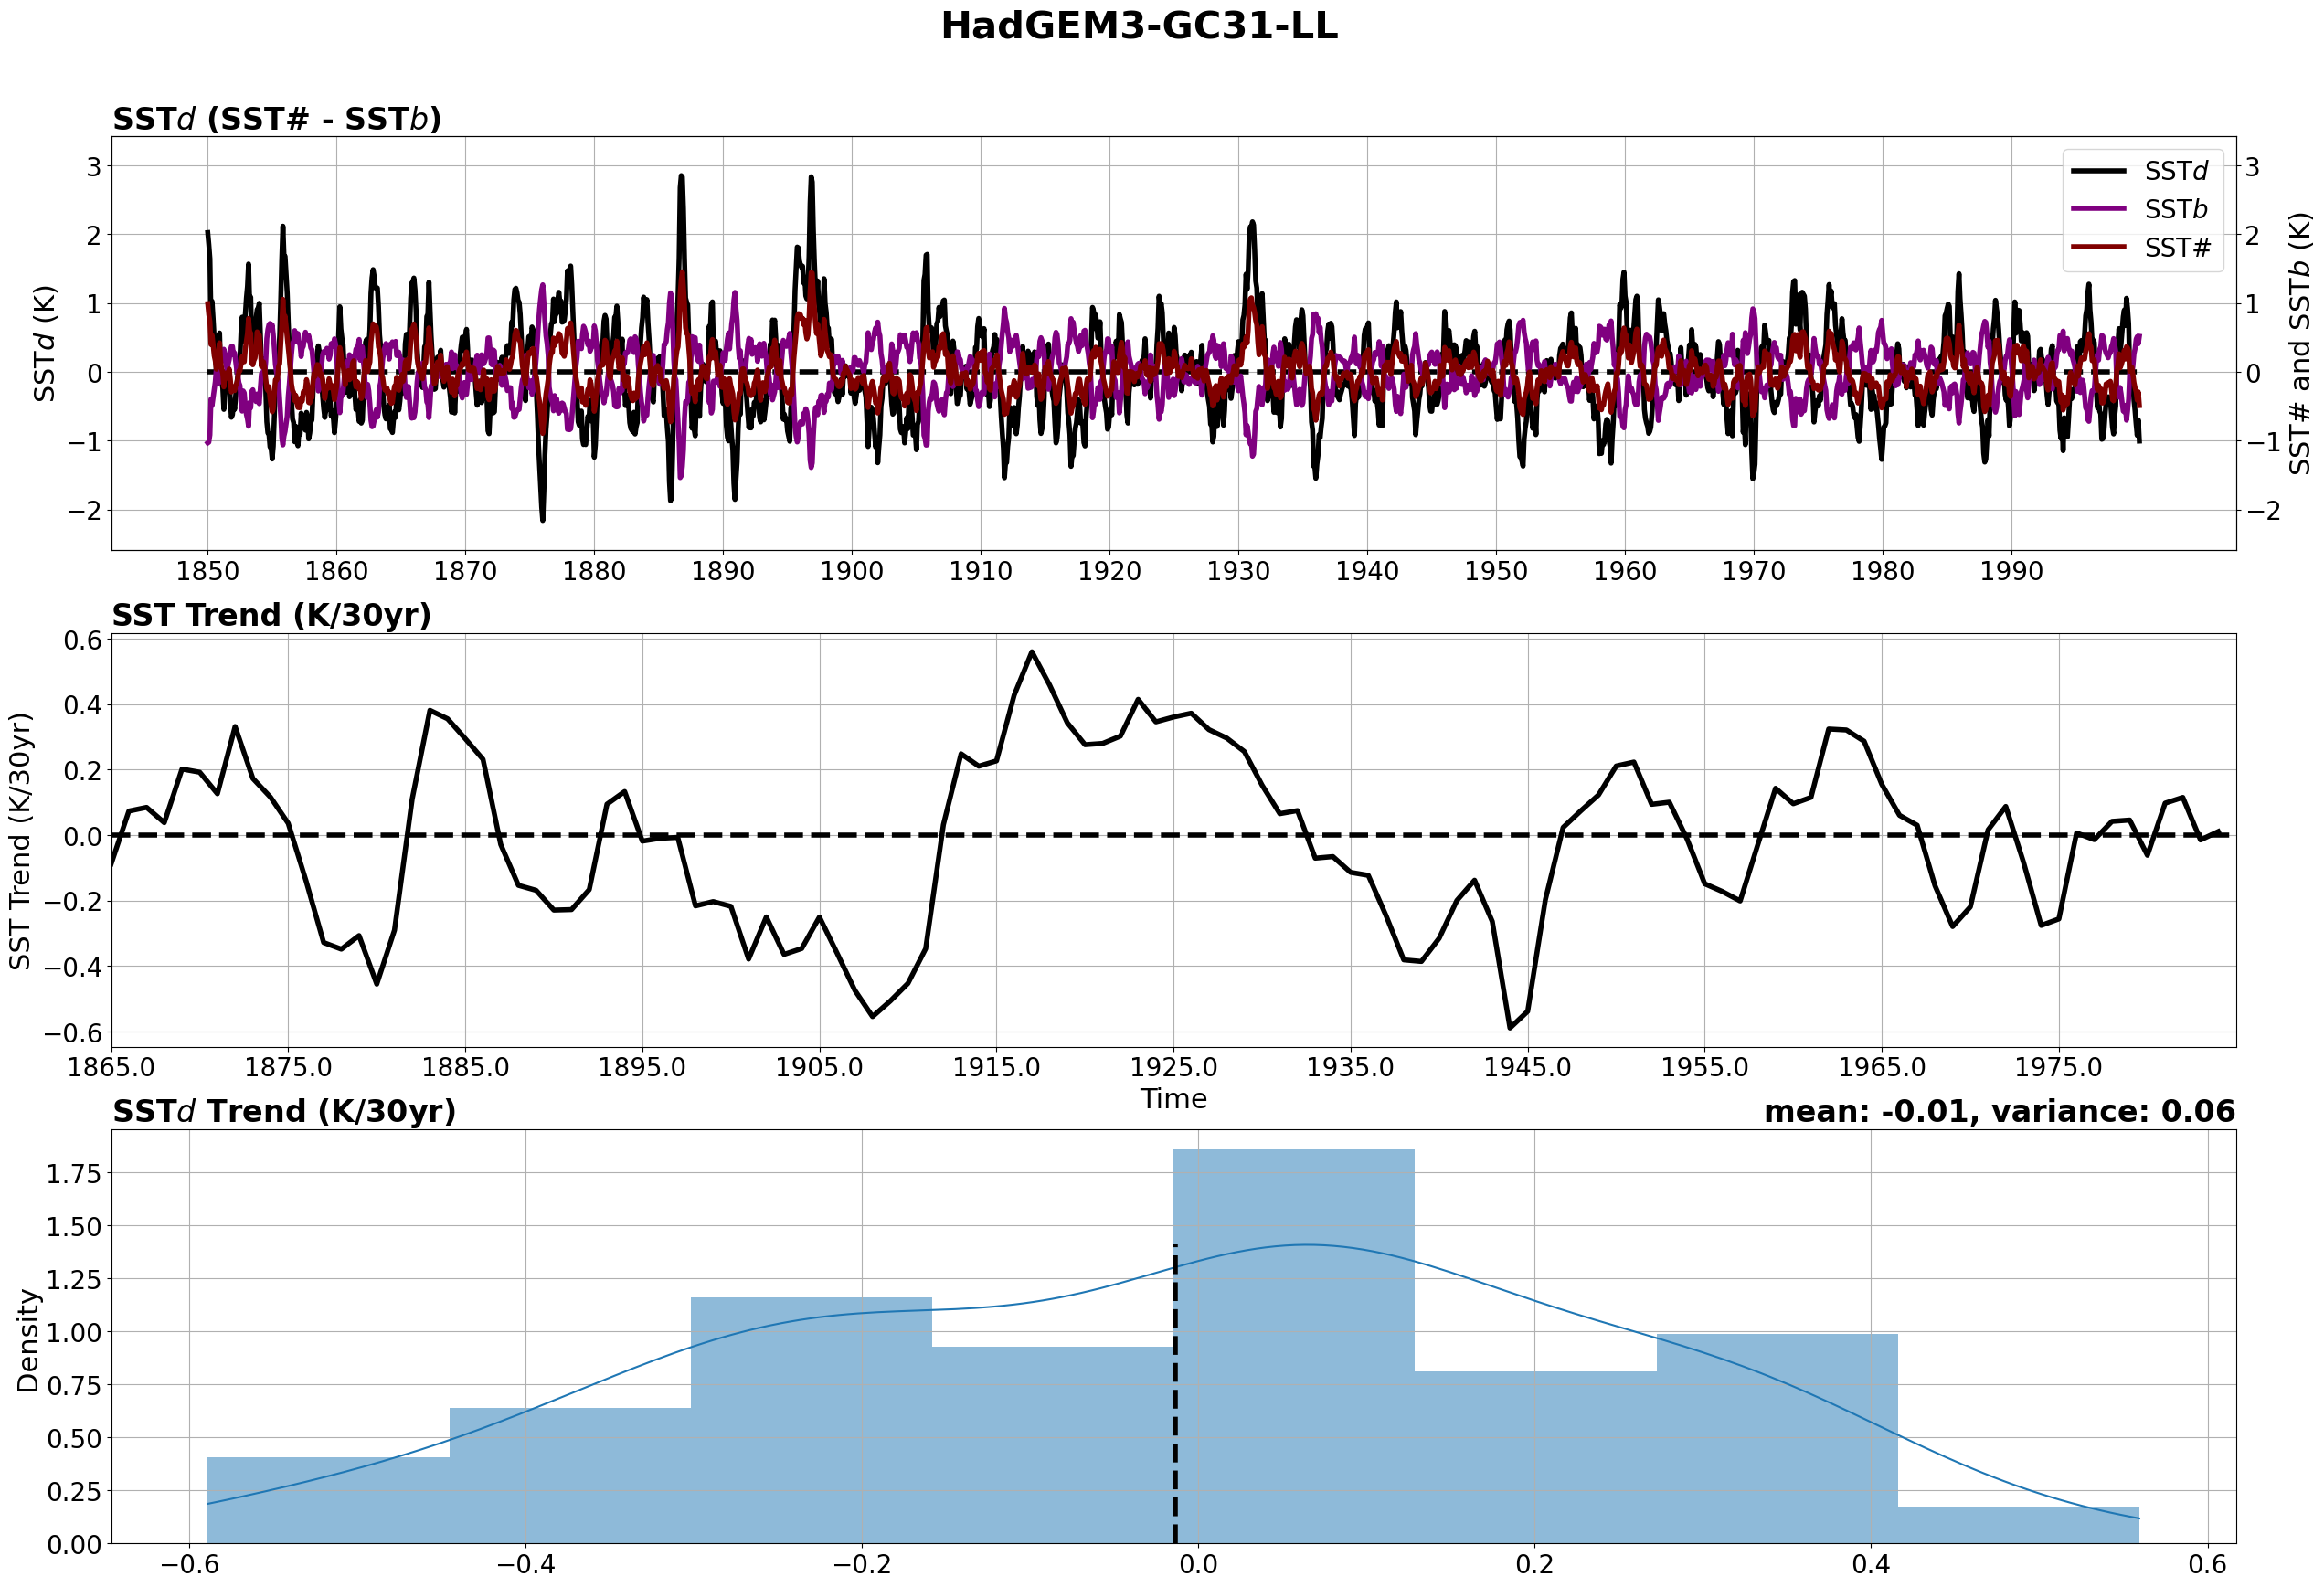 HadGEM3-GC31-LL
SSTd (SST# - SSTb)
3
2
1
0
−1
−2
SSTd (K)
3
2
1
0
−1
−2
SST# and SSTb (K)
SSTd
SSTb
SST#
1850 1860 1870 1880 1890 1900 1910 1920 1930 1940 1950 1960 1970 1980 1990
SST Trend (K/30yr)
0.6
0.4
0.2
0.0
−0.2
−0.4
−0.6
SST Trend (K/30yr)
1865.0 1875.0 1885.0 1895.0 1905.0 1915.0 1925.0 1935.0 1945.0 1955.0 1965.0 1975.0
Time
SSTd Trend (K/30yr)
mean: -0.01, variance: 0.06
1.75
1.50
1.25
1.00
0.75
0.50
0.25
0.00
Density
−0.6 −0.4 −0.2 0.0 0.2 0.4 0.6